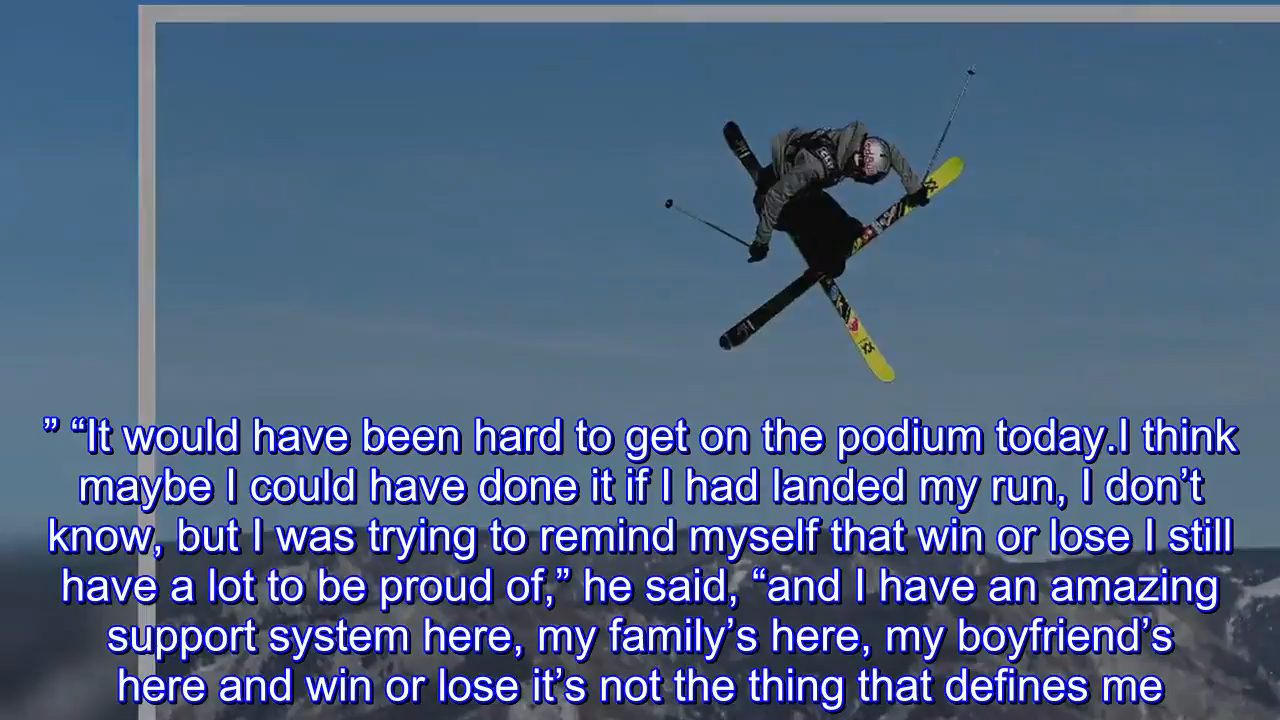 ” “It would have been hard to get on the podium today.I think
maybe I could have done it if I had landed my run, I don’t
know, but I was trying to remind myself that win or lose I still
have a lot to be proud of,” he said, “and I have an amazing
support system here, my family’s here, my boyfriend’s
here and win or lose it’s not the thing that defines me